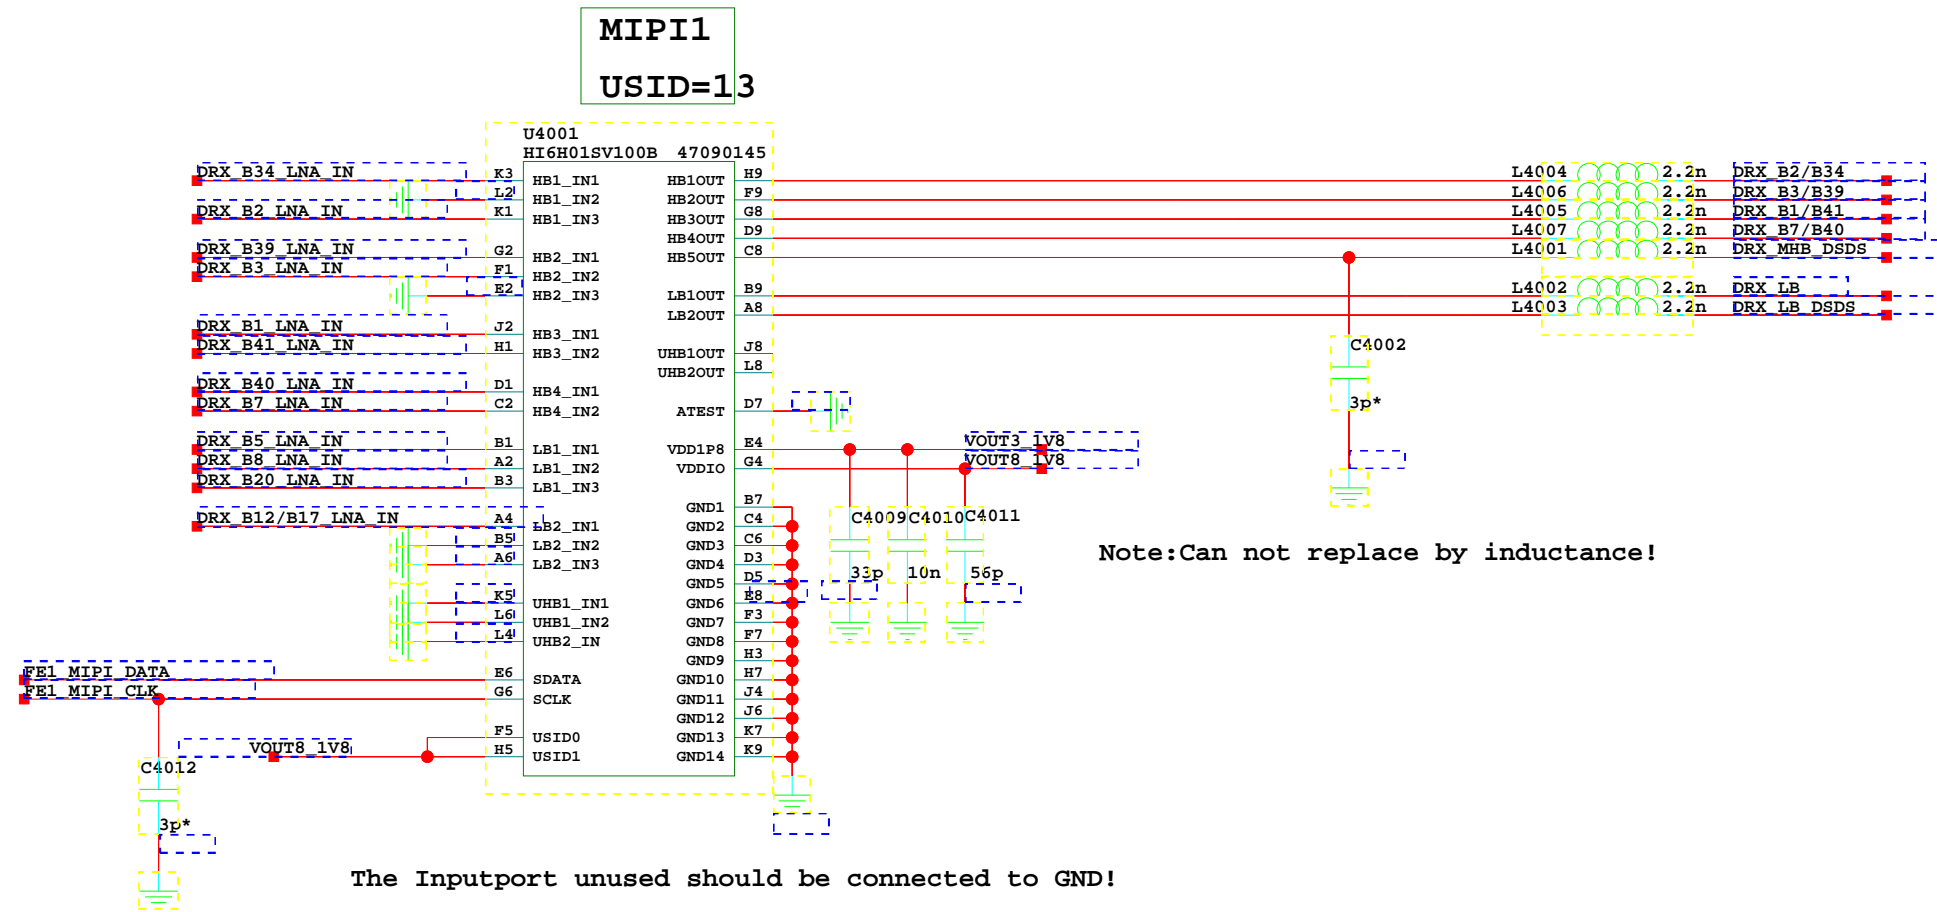 MIPI1
USID=13
U4001
HI6H01SV100B 47090145
DRX_B34_LNA_IN K3 HB1_IN1 HB1OUT H9 L4004 2.2n DRX_B2/B34
L2 HB1_IN2 HB2OUT F9 L4006 2.2n DRX_B3/B39
DRX_B2_LNA_IN K1 HB1_IN3 HB3OUT G8 L4005 2.2n DRX_B1/B41
HB4OUT D9 L4007 2.2n DRX_B7/B40
DRX_B39_LNA_IN G2 HB2_IN1 HB5OUT C8 L4001 2.2n DRX_MHB_DSDS
DRX_B3_LNA_IN F1 HB2_IN2
E2 HB2_IN3 LB1OUT B9 L4002 2.2n DRX_LB
LB2OUT A8 L4003 2.2n DRX_LB_DSDS
DRX_B1_LNA_IN J2 HB3_IN1
DRX_B41_LNA_IN H1 HB3_IN2 UHB1OUT J8 C4002
UHB2OUT L8
DRX_B40_LNA_IN D1 HB4_IN1
DRX_B7_LNA_IN C2 HB4_IN2 ATEST D7 3p*
DRX_B5_LNA_IN B1 LB1_IN1 VDD1P8 E4 VOUT3_1V8
DRX_B8_LNA_IN A2 LB1_IN2 VDDIO G4 VOUT8_1V8
DRX_B20_LNA_IN B3 LB1_IN3
GND1 B7
DRX_B12/B17_LNA_IN A4 LB2_IN1 GND2 C4 C4009 C4010 C4011
B5 LB2_IN2 GND3 C6
Note:Can not replace by inductance!
A6 LB2_IN3 GND4 D3
GND5 D5 33p 10n 56p
K5 UHB1_IN1 GND6 E8
L6 UHB1_IN2 GND7 F3
L4 UHB2_IN GND8 F7
GND9 H3
FE1_MIPI_DATA E6 SDATA GND10 H7
FE1_MIPI_CLK G6 SCLK GND11 J4
GND12 J6
F5 USID0 GND13 K7
VOUT8_1V8 H5 USID1 GND14 K9
C4012
3p*
The Inputport unused should be connected to GND!